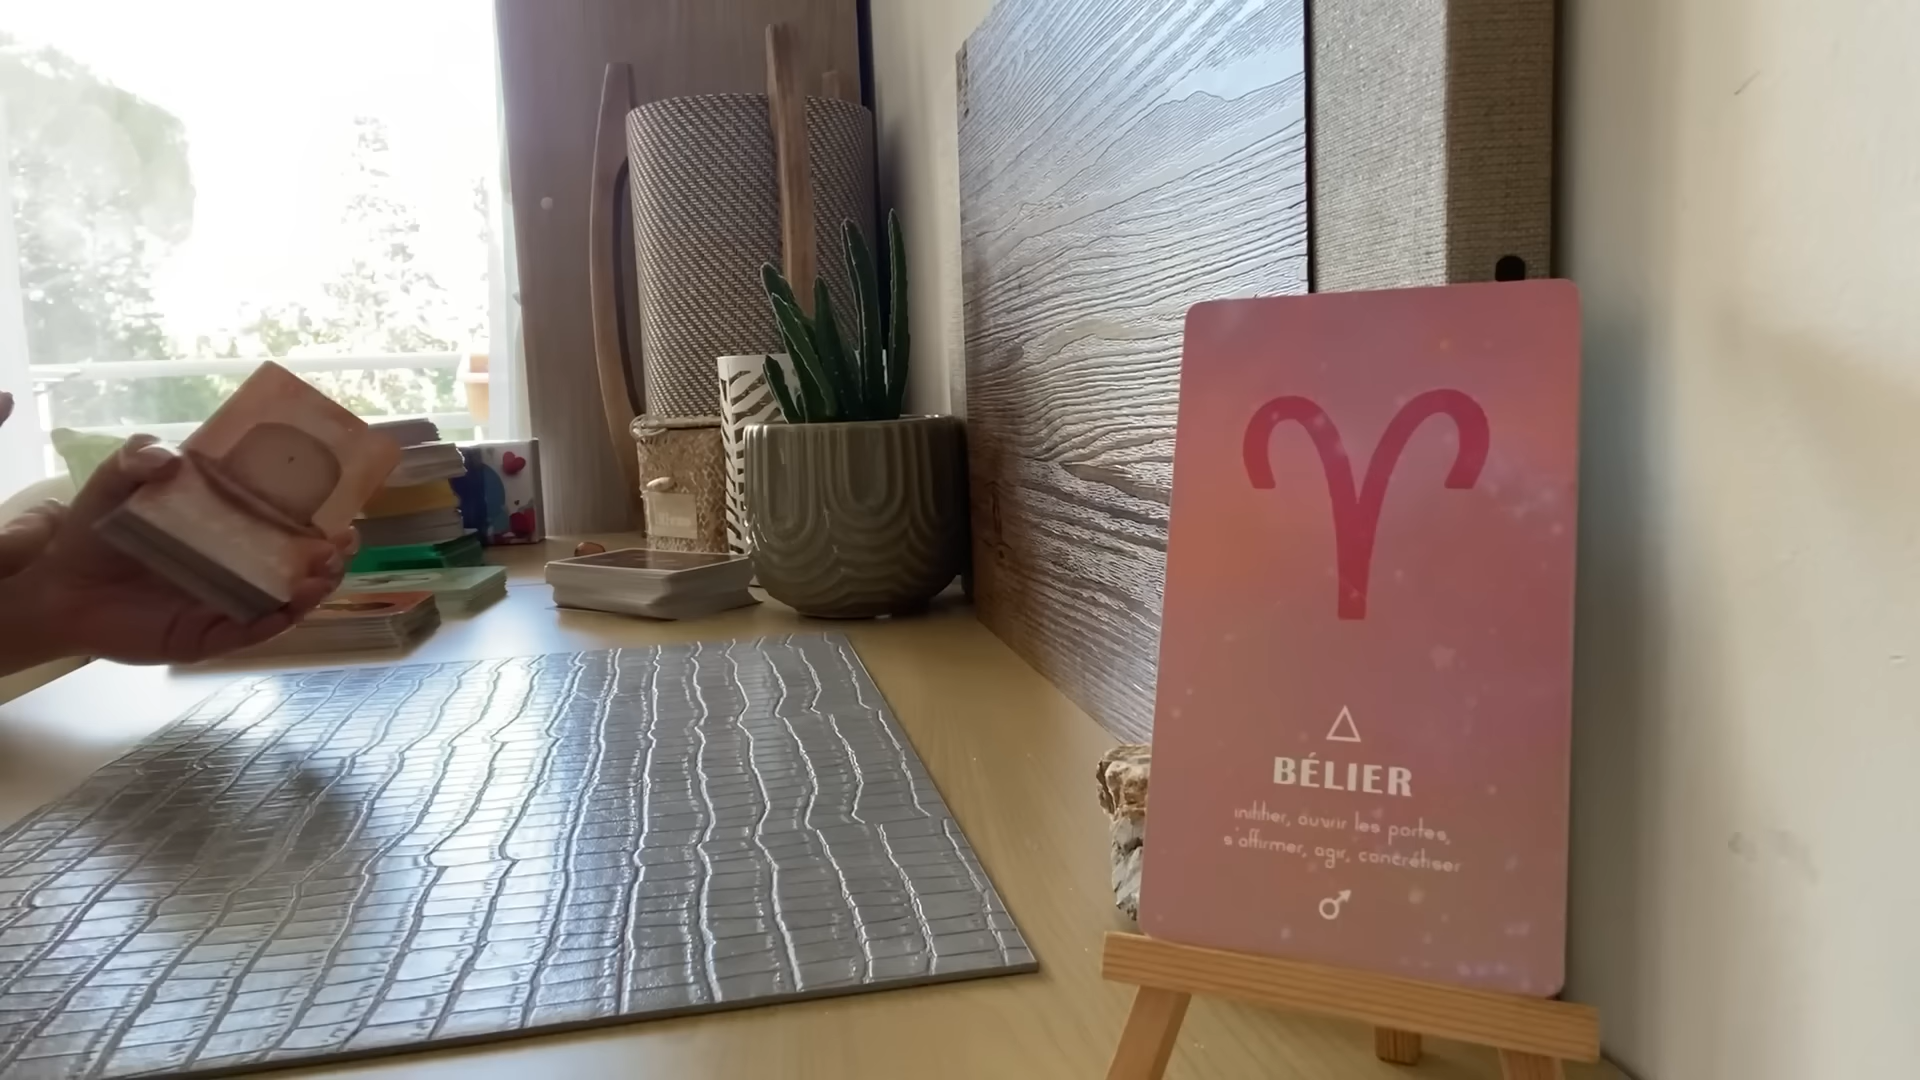 BÉLIER
initier, ouvrir les portes,
s'affirmer, agir, concrétiser